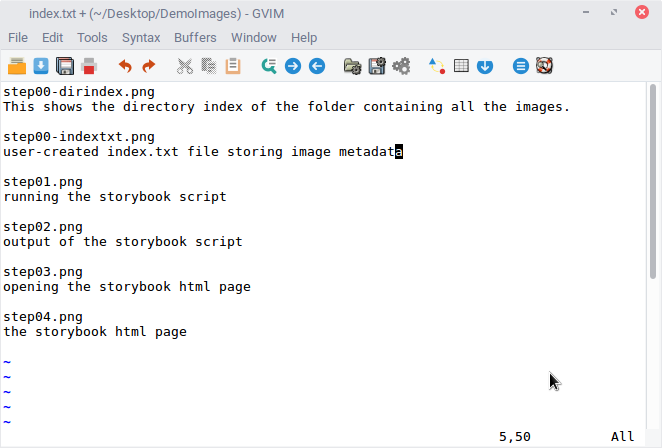 index.txt + (~/Desktop/DemoImages) - GVIM
File Edit Tools Syntax Buffers Window Help
step00-dirindex.png
This shows the directory index of the folder containing all the images.
step00-indextxt.png
user-created index.txt file storing image metadata
step01.png
running the storybook script
step02.png
output of the storybook script
step03.png
opening the storybook html page
step04.png
the storybook html page
~
~
~
~
~
5,50 All